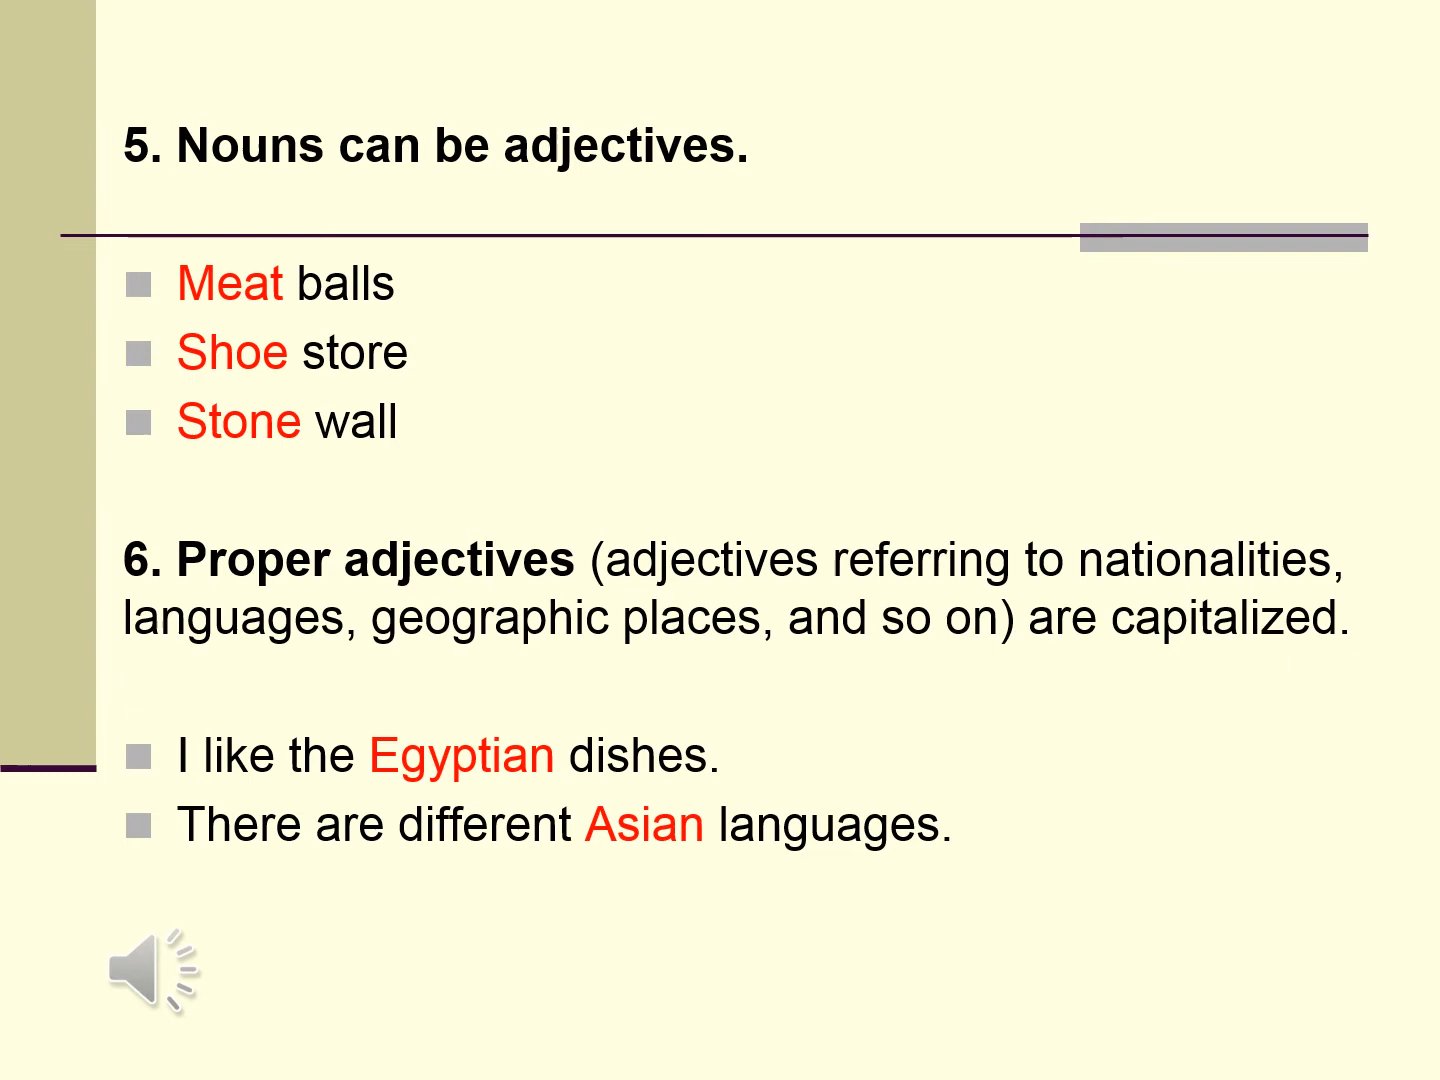 5. Nouns can be adjectives.
Meat balls
Shoe store
Stone wall
6. Proper adjectives (adjectives referring to nationalities,
languages, geographic places, and so on) are capitalized.
I like the Egyptian dishes.
There are different Asian languages.